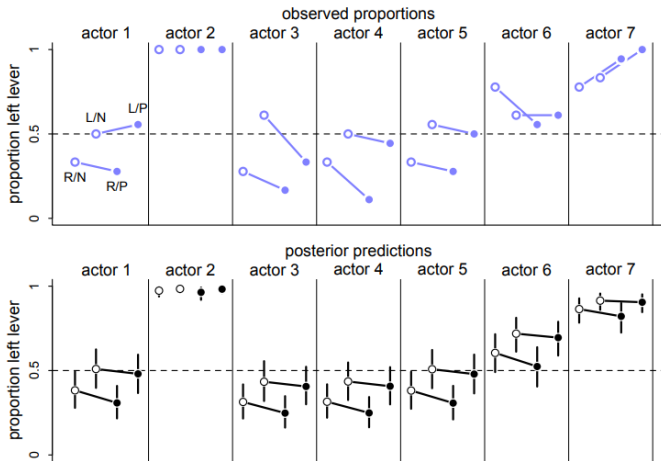 observed proportions
actor 1 actor 2 actor 3 actor 4 actor 5 actor 6 actor 7
proportion left lever
1
0.5
0
L/N
L/P
R/N
R/P
posterior predictions
actor 1 actor 2 actor 3 actor 4 actor 5 actor 6 actor 7
proportion left lever
1
0.5
0